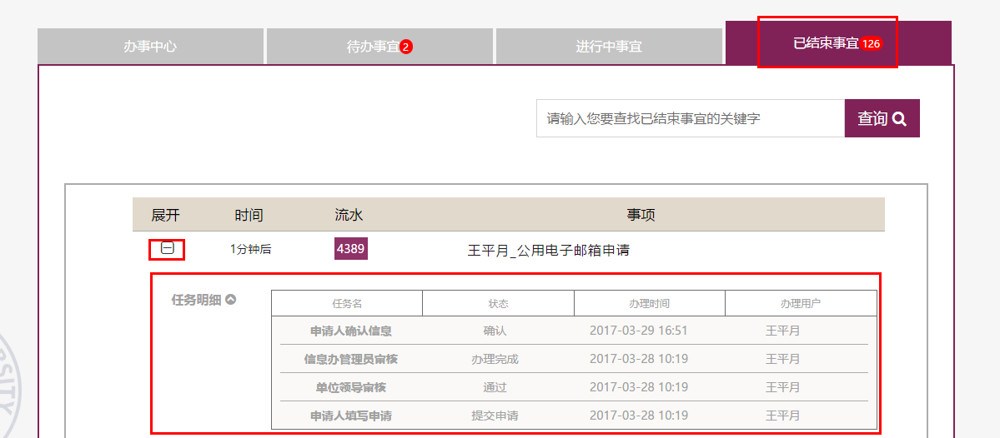 办事中心 待办事宜 2 进行中事宜 已结束事宜 126
请输入您要查找已结束事宜的关键字 查询
展开 时间 流水 事项
1分钟后 4389 王平月_公用电子邮箱申请
任务明细 任务名 状态 办理时间 办理用户
申请人确认信息 确认 2017-03-29 16:51 王平月
信息办管理员审核 办理完成 2017-03-28 10:19 王平月
单位领导审核 通过 2017-03-28 10:19 王平月
申请人填写申请 提交申请 2017-03-28 10:19 王平月